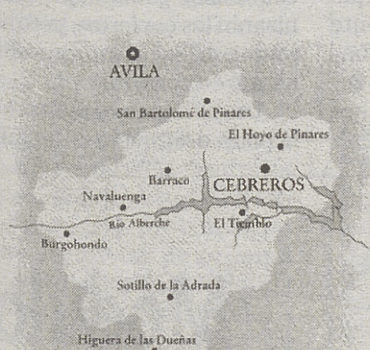 AVILA
San Bartolomé de Pinares
El Hoyo de Pinares
Barraco
CEBREROS
Navaluenga
Río Alberche
El Tiemblo
Burgohondo
Sotillo de la Adrada
Higuera de las Dueñas